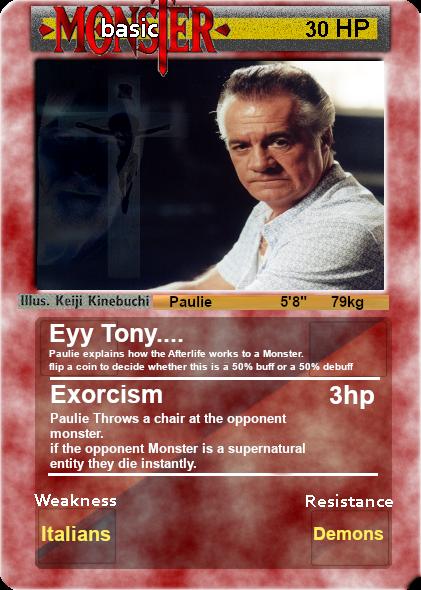 MONSTER
basic
30 HP
Illus. Keiji Kinebuchi
Paulie 5'8" 79kg
Eyy Tony....
Paulie explains how the Afterlife works to a Monster.
flip a coin to decide whether this is a 50% buff or a 50% debuff
Exorcism 3hp
Paulie Throws a chair at the opponent
monster.
if the opponent Monster is a supernatural
entity they die instantly.
Weakness Resistance
Italians Demons